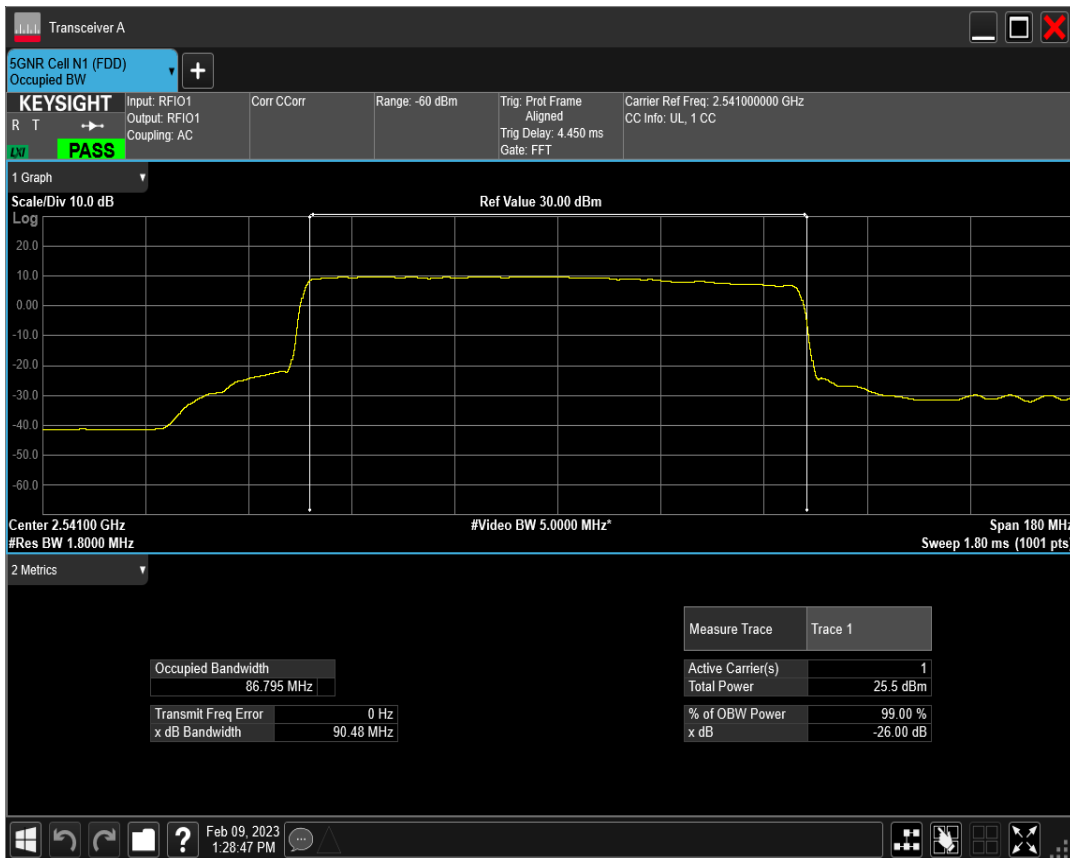 Transceiver A
5GNR Cell N1 (FDD)
Occupied BW
+
KEYSIGHT
R T
LXI
PASS
Input: RFIO1
Output: RFIO1
Coupling: AC
Corr CCorr
Range: -60 dBm
Trig: Prot Frame
Aligned
Trig Delay: 4.450 ms
Gate: FFT
Carrier Ref Freq: 2.541000000 GHz
CC Info: UL, 1 CC
1 Graph
Scale/Div 10.0 dB
Ref Value 30.00 dBm
Log
20.0
10.0
0.00
-10.0
-20.0
-30.0
-40.0
-50.0
-60.0
Center 2.54100 GHz
#Video BW 5.0000 MHz*
Span 180 MHz
#Res BW 1.8000 MHz
Sweep 1.80 ms (1001 pts)
2 Metrics
Measure Trace Trace 1
Occupied Bandwidth
86.795 MHz
Active Carrier(s) 1
Total Power 25.5 dBm
Transmit Freq Error 0 Hz
x dB Bandwidth 90.48 MHz
% of OBW Power 99.00 %
x dB -26.00 dB
?
Feb 09, 2023
1:28:47 PM